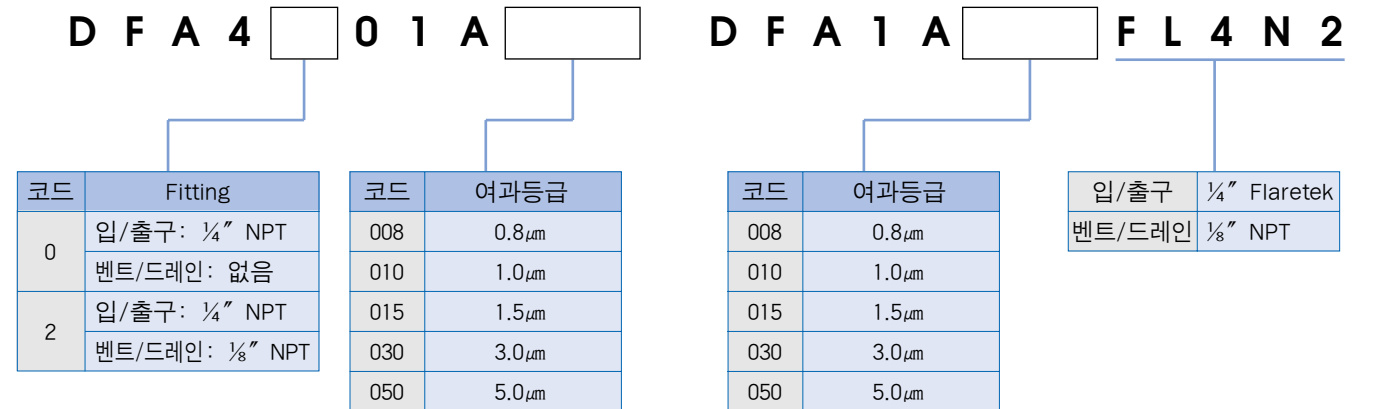 D F A 4 0 1 A
D F A 1 A F L 4 N 2
코드 Fitting
0 입/출구: ¼″ NPT
벤트/드레인: 없음
2 입/출구: ¼″ NPT
벤트/드레인: ⅛″ NPT
코드 여과등급
008 0.8㎛
010 1.0㎛
015 1.5㎛
030 3.0㎛
050 5.0㎛
코드 여과등급
008 0.8㎛
010 1.0㎛
015 1.5㎛
030 3.0㎛
050 5.0㎛
입/출구 ¼″ Flaretek
벤트/드레인 ⅛″ NPT